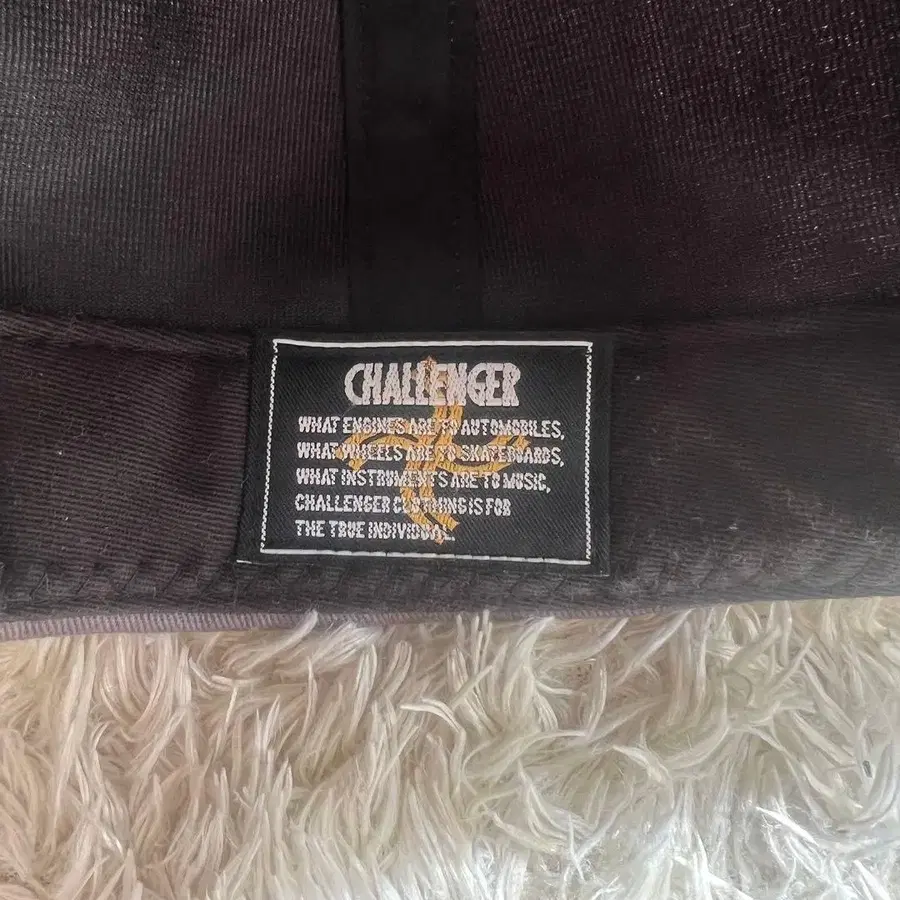 CHALLENGER
WHAT ENGINES ARE TO AUTOMOBILES,
WHAT WHEELS ARE TO SKATEBOARDS,
WHAT INSTRUMENTS ARE TO MUSIC,
CHALLENGER CLOTHING IS FOR
THE TRUE INDIVIDUAL.